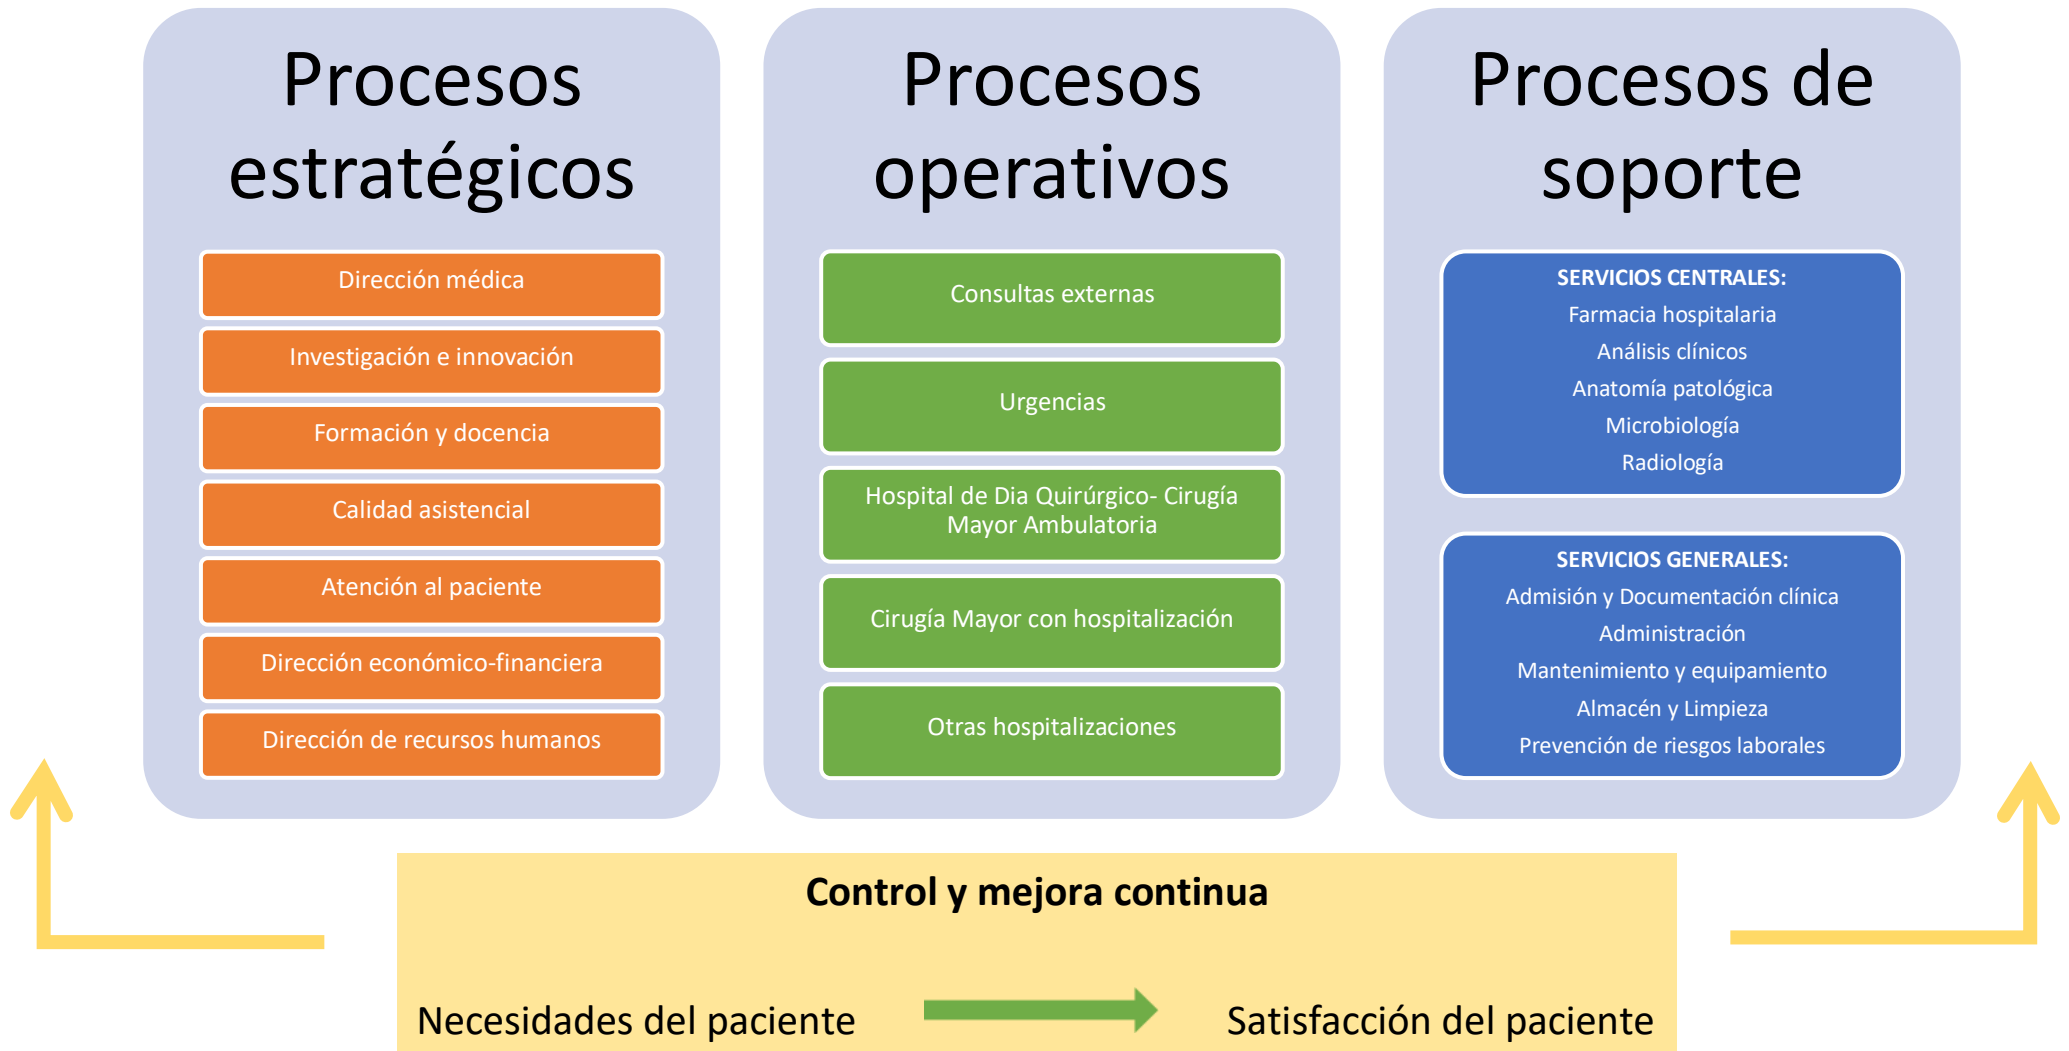 Procesos
estratégicos
Dirección médica
Investigación e innovación
Formación y docencia
Calidad asistencial
Atención al paciente
Dirección económico-financiera
Dirección de recursos humanos
Procesos
operativos
Consultas externas
Urgencias
Hospital de Dia Quirúrgico- Cirugía
Mayor Ambulatoria
Cirugía Mayor con hospitalización
Otras hospitalizaciones
Procesos de
soporte
SERVICIOS CENTRALES:
Farmacia hospitalaria
Análisis clínicos
Anatomía patológica
Microbiología
Radiología
SERVICIOS GENERALES:
Admisión y Documentación clínica
Administración
Mantenimiento y equipamiento
Almacén y Limpieza
Prevención de riesgos laborales
Control y mejora continua
Necesidades del paciente
Satisfacción del paciente